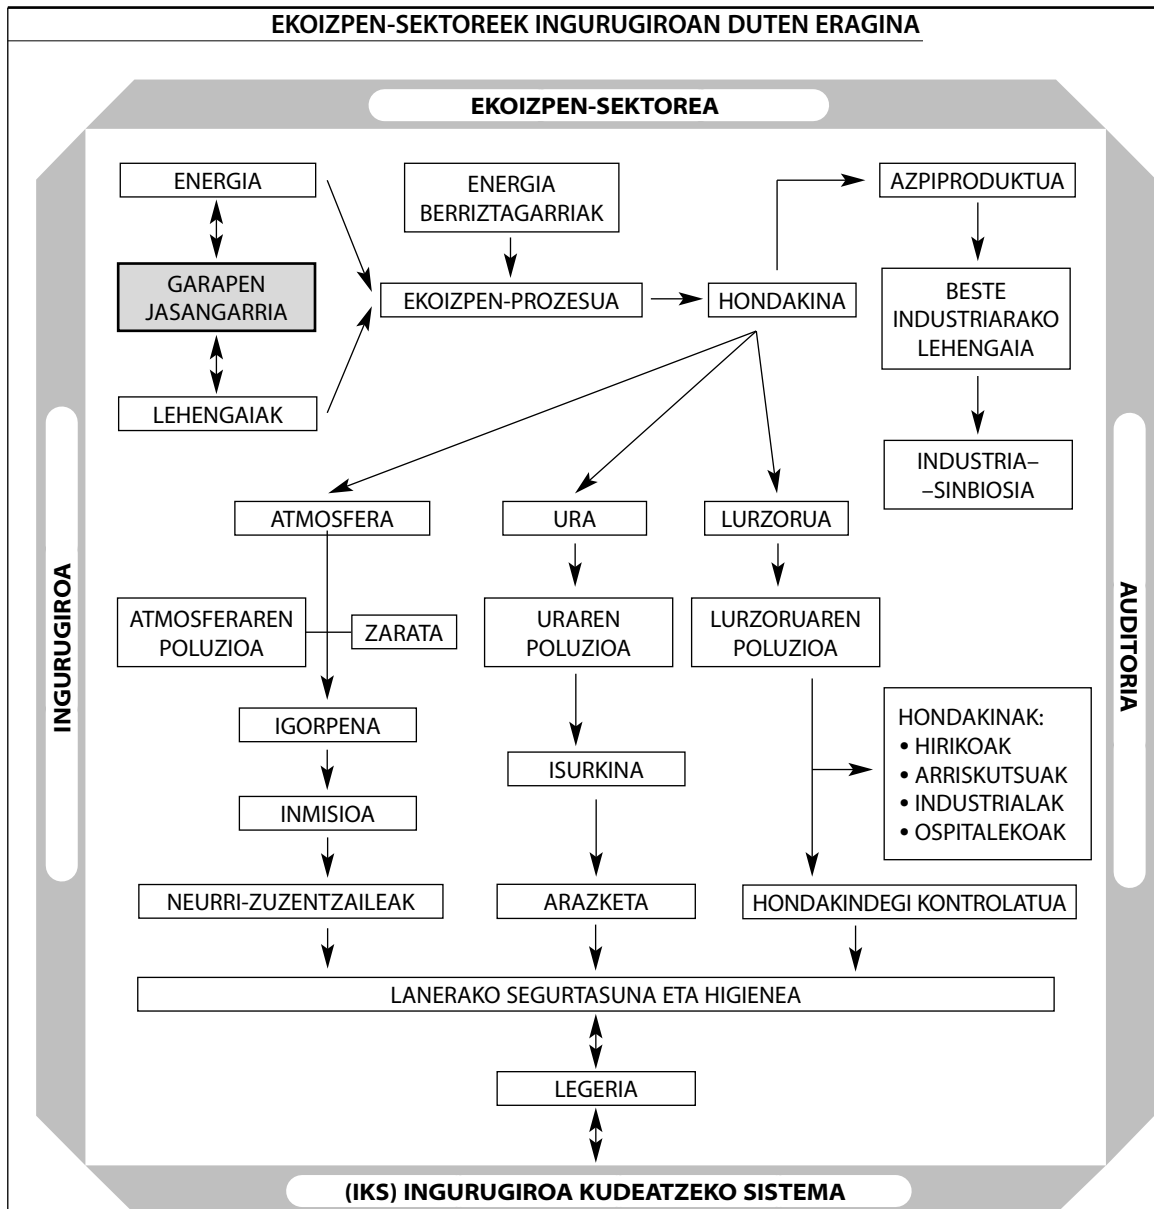 EKOIZPEN-SEKTOREEK INGURUGIROAN DUTEN ERAGINA
EKOIZPEN-SEKTOREA
ENERGIA
ENERGIA
BERRIZTAGARRIAK
AZPIPRODUKTUA
GARAPEN
JASANGARRIA
EKOIZPEN-PROZESUA
HONDAKINA
BESTE
INDUSTRIARAKO
LEHENGAIA
LEHENGAIAK
INDUSTRIA–
–SINBIOSIA
ATMOSFERA
URA
LURZORUA
INGURUGIROA
AUDITORIA
ATMOSFERAREN
POLUZIOA
ZARATA
URAREN
POLUZIOA
LURZORUAREN
POLUZIOA
IGORPENA
ISURKINA
HONDAKINAK:
• HIRIKOAK
• ARRISKUTSUAK
• INDUSTRIALAK
• OSPITALEKOAK
INMISIOA
NEURRI-ZUZENTZAILEAK
ARAZKETA
HONDAKINDEGI KONTROLATUA
LANERAKO SEGURTASUNA ETA HIGIENEA
LEGERIA
(IKS) INGURUGIROA KUDEATZEKO SISTEMA